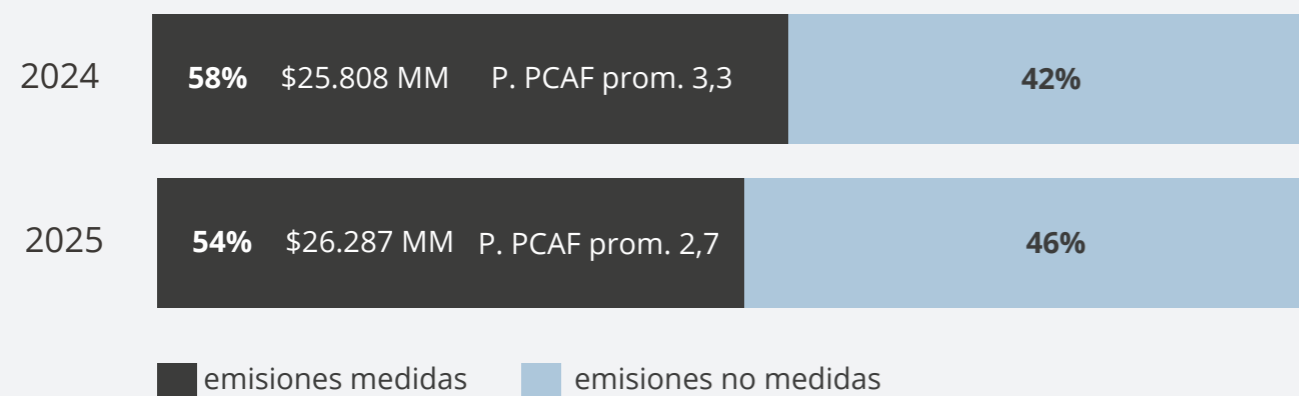 2024 58% $25.808 MM P. PCAF prom. 3,3 42%
2025 54% $26.287 MM P. PCAF prom. 2,7 46%
emisiones medidas emisiones no medidas